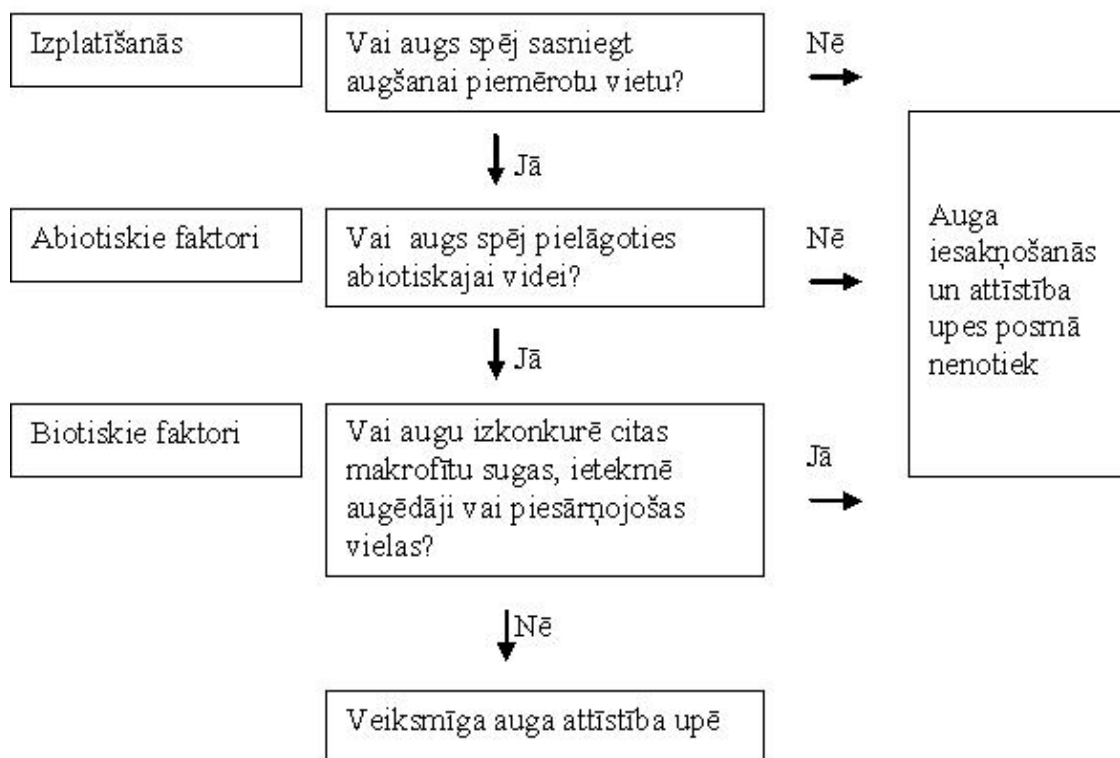 Izplatīšanās
Vai augs spēj sasniegt
augšanai piemērotu vietu?
Nē
Jā
Abiotiskie faktori
Vai augs spēj pielāgoties
abiotiskajai videi?
Nē
Auga
iesakņošanās
un attīstība
upes posmā
nenotiek
Jā
Biotiskie faktori
Vai augu izkonkurē citas
makrofītu sugas, ietekmē
augēdāji vai piesārņojošas
vielas?
Jā
Nē
Veiksmīga auga attīstība upē